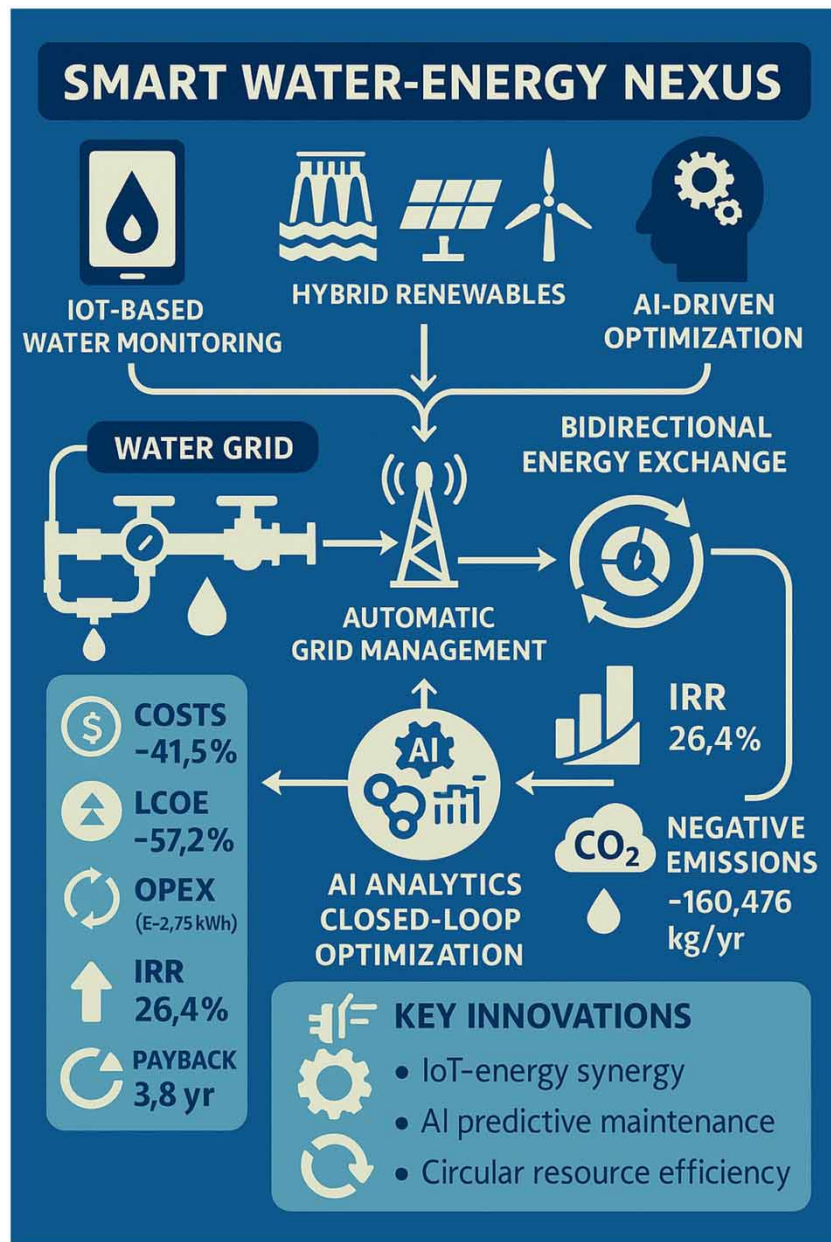 SMART WATER-ENERGY NEXUS
IOT-BASED
WATER MONITORING
HYBRID RENEWABLES
AI-DRIVEN
OPTIMIZATION
WATER GRID
BIDIRECTIONAL
ENERGY EXCHANGE
AUTOMATIC
GRID MANAGEMENT
COSTS
-41,5%
LCOE
-57,2%
OPEX
(E-2,75 kWh)
IRR
26,4%
PAYBACK
3,8 yr
AI
AI ANALYTICS
CLOSED-LOOP
OPTIMIZATION
IRR
26,4%
CO₂
NEGATIVE
EMISSIONS
-160,476
kg/yr
KEY INNOVATIONS
• IoT-energy synergy
• AI predictive maintenance
• Circular resource efficiency